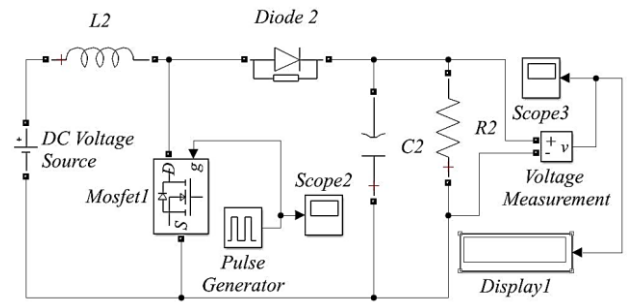 L2
Diode 2
DC Voltage
Source
Mosfet1
D
g
S
Pulse
Generator
Scope2
C2
R2
Scope3
+
-
v
Voltage
Measurement
Display1